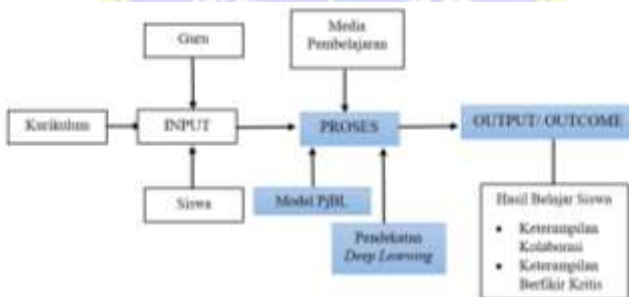 Guru
Media
Pembelajaran
Kurikulum
INPUT
PROSES
OUTPUT/ OUTCOME
Siswa
Model PjBL
Pendekatan
Deep Learning
Hasil Belajar Siswa
• Keterampilan
Kolaborasi
• Keterampilan
Berfikir Kritis